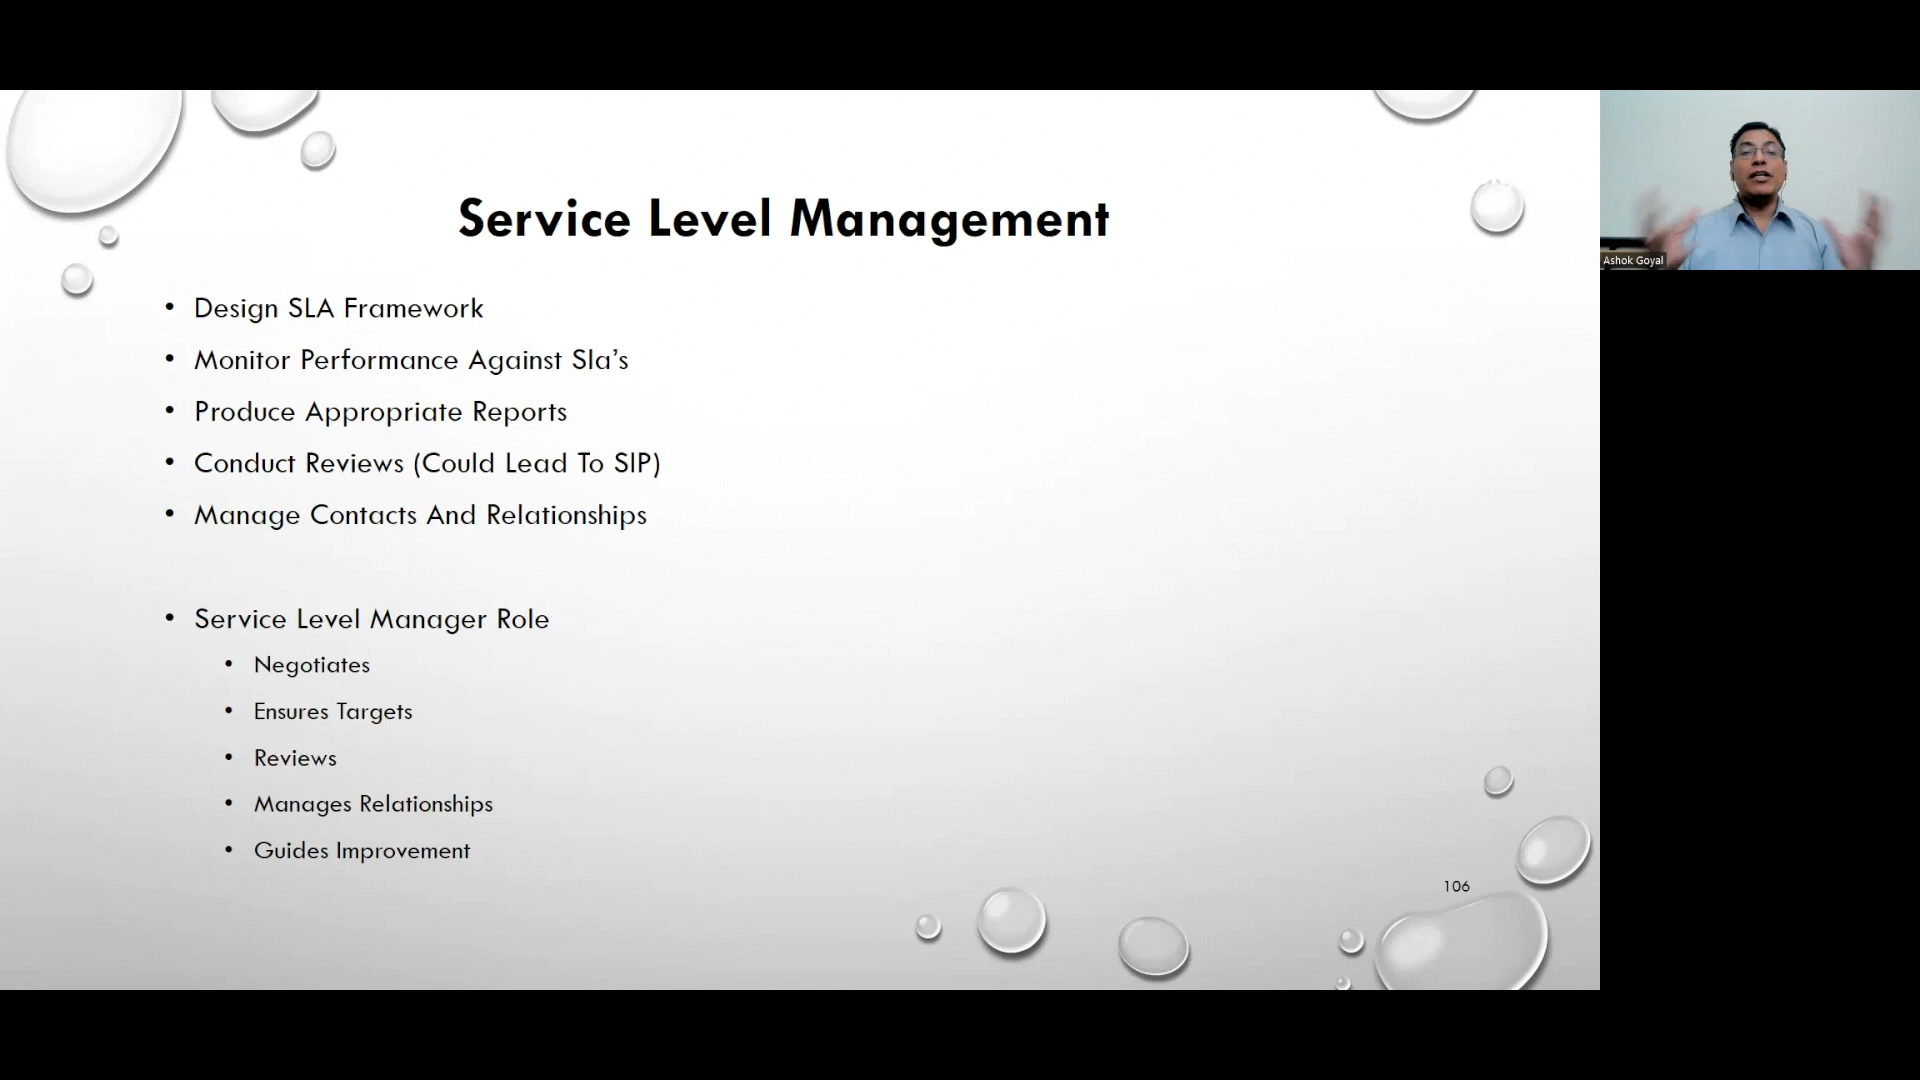 Service Level Management
• Design SLA Framework
• Monitor Performance Against Sla’s
• Produce Appropriate Reports
• Conduct Reviews (Could Lead To SIP)
• Manage Contacts And Relationships
• Service Level Manager Role
• Negotiates
• Ensures Targets
• Reviews
• Manages Relationships
• Guides Improvement
106
Ashok Goyal